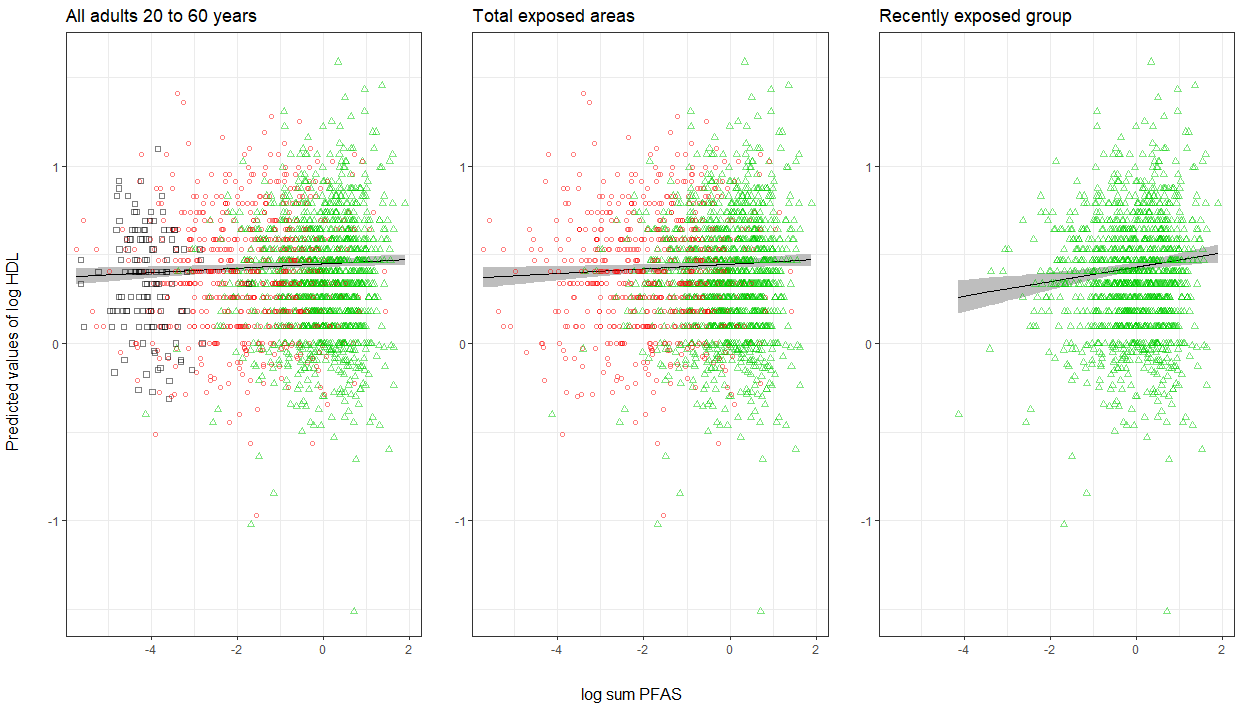 All adults 20 to 60 years
Total exposed areas
Recently exposed group
Predicted values of log HDL
1
0
-1
1
0
-1
1
0
-1
-4 -2 0 2
-4 -2 0 2
-4 -2 0 2
log sum PFAS